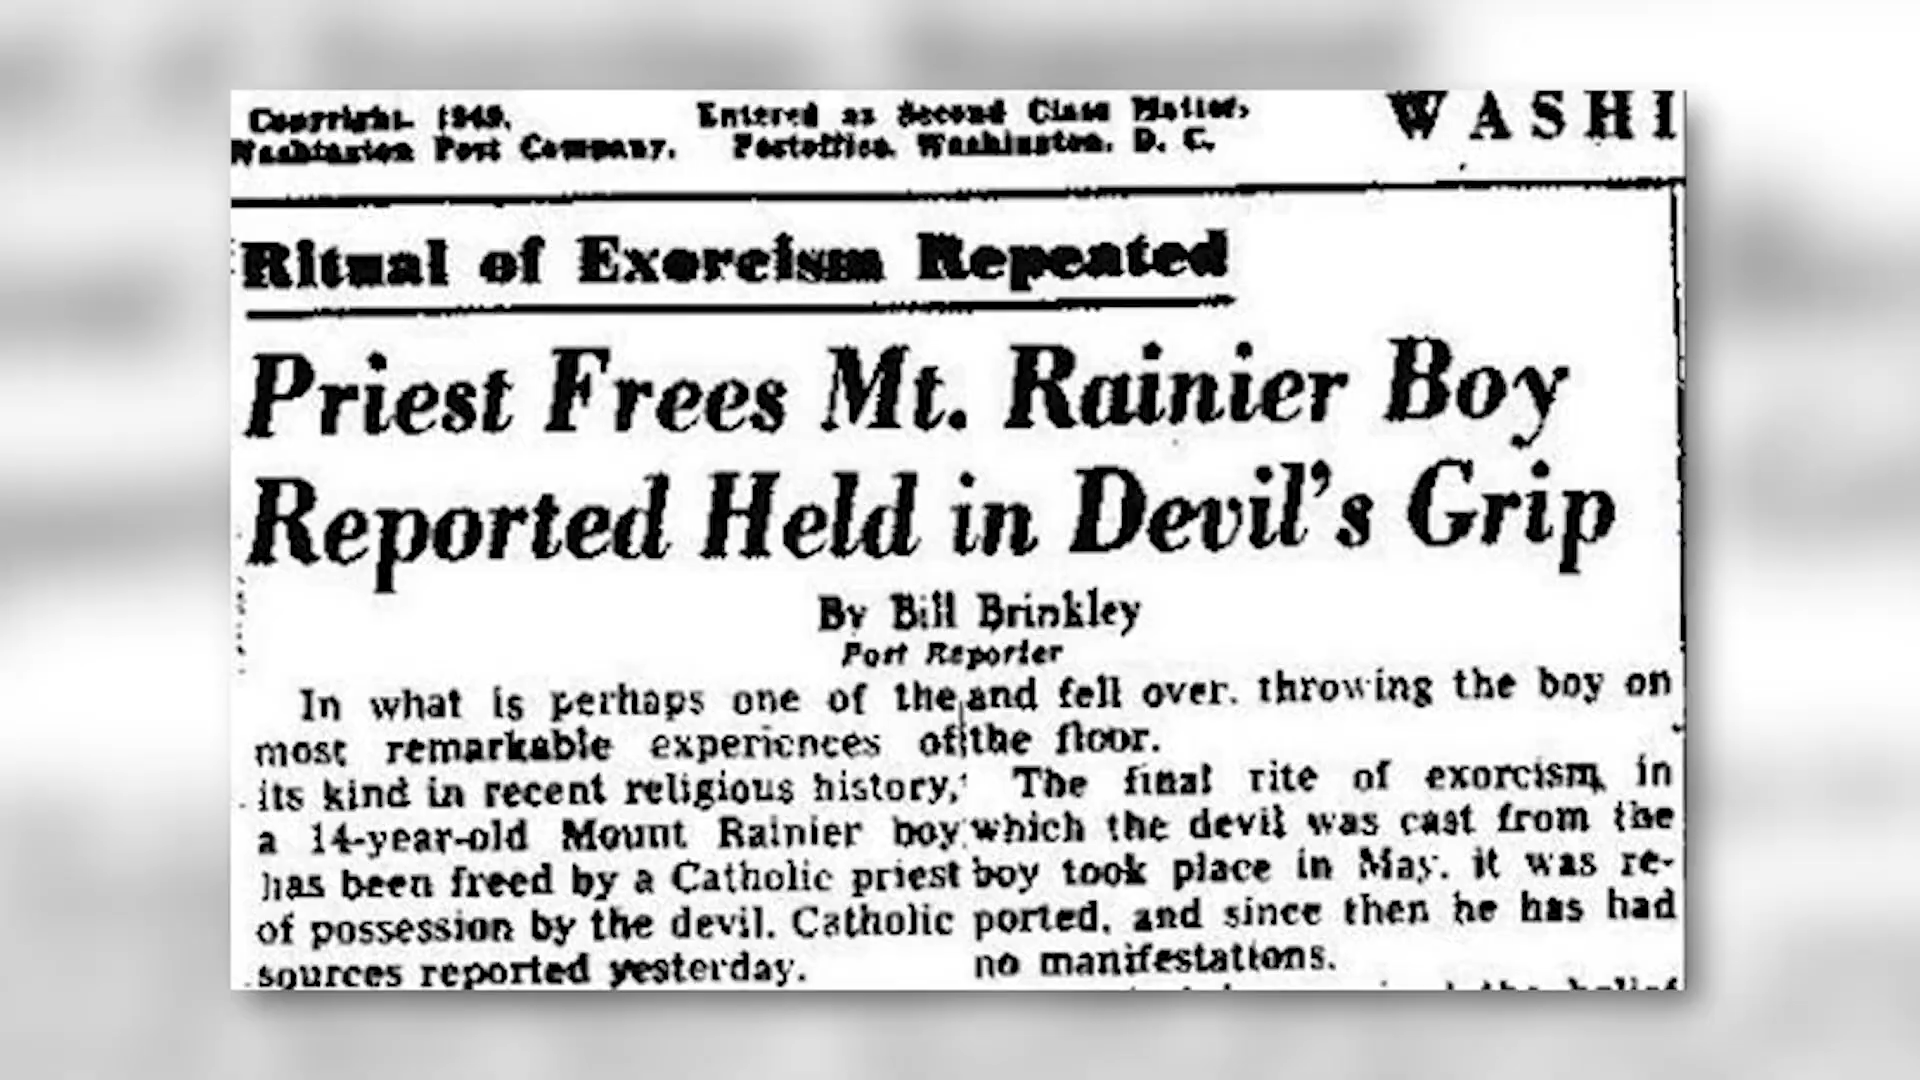 Copyright. 1949.
Washington Post Company.
Entered as Second Class Matter,
Postoffice. Washington. D. C.
WASHI
Ritual of Exorcism Repeated
Priest Frees Mt. Rainier Boy
Reported Held in Devil's Grip
By Bill Brinkley
Post Reporter
In what is perhaps one of the
most remarkable experiences of
its kind in recent religious history,
a 14-year-old Mount Rainier boy
has been freed by a Catholic priest
of possession by the devil. Catholic
sources reported yesterday.
and fell over. throwing the boy on
the floor.
The final rite of exorcism, in
which the devil was cast from the
boy took place in May. it was re-
ported, and since then he has had
no manifestations.
the belief